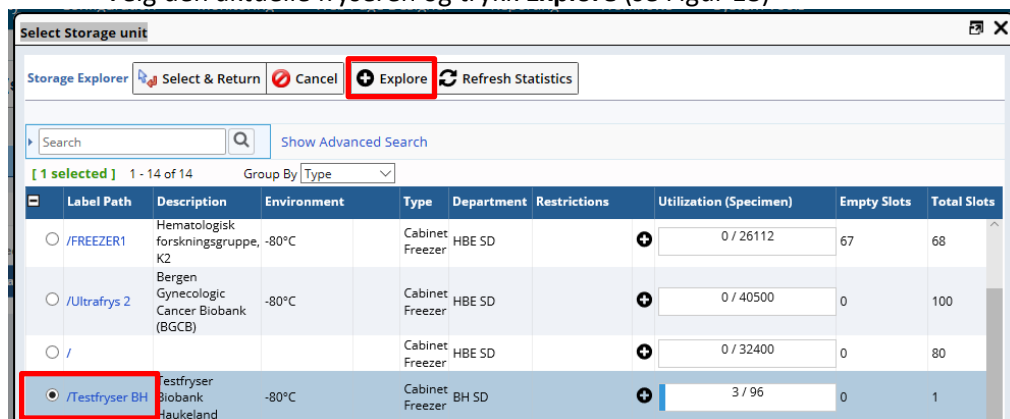 Select Storage unit
Storage Explorer Select & Return Cancel Explore Refresh Statistics
Search Show Advanced Search
[ 1 selected ] 1 - 14 of 14 Group By Type
Label Path Description Environment Type Department Restrictions Utilization (Specimen) Empty Slots Total Slots
/FREEZER1 Hematologisk forskningsgruppe, K2 -80°C Cabinet Freezer HBE SD 0 / 26112 67 68
/Ultrafrys 2 Bergen Gynecologic Cancer Biobank (BGCB) -80°C Cabinet Freezer HBE SD 0 / 40500 0 100
/ Cabinet Freezer HBE SD 0 / 32400 0 80
/Testfryser BH Testfryser Biobank Haukeland -80°C Cabinet Freezer BH SD 3 / 96 0 1